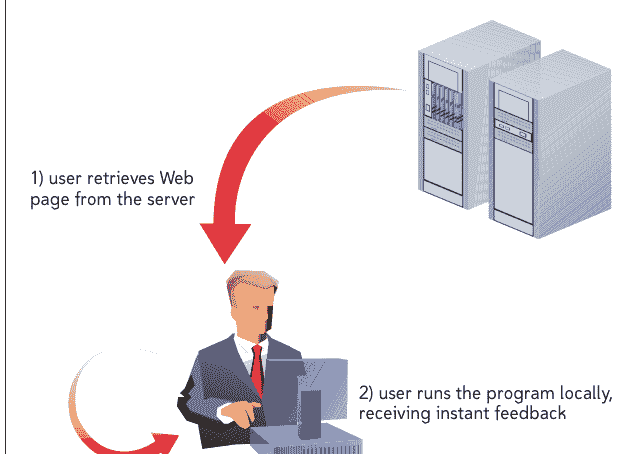 1) user retrieves Web
page from the server
2) user runs the program locally,
receiving instant feedback